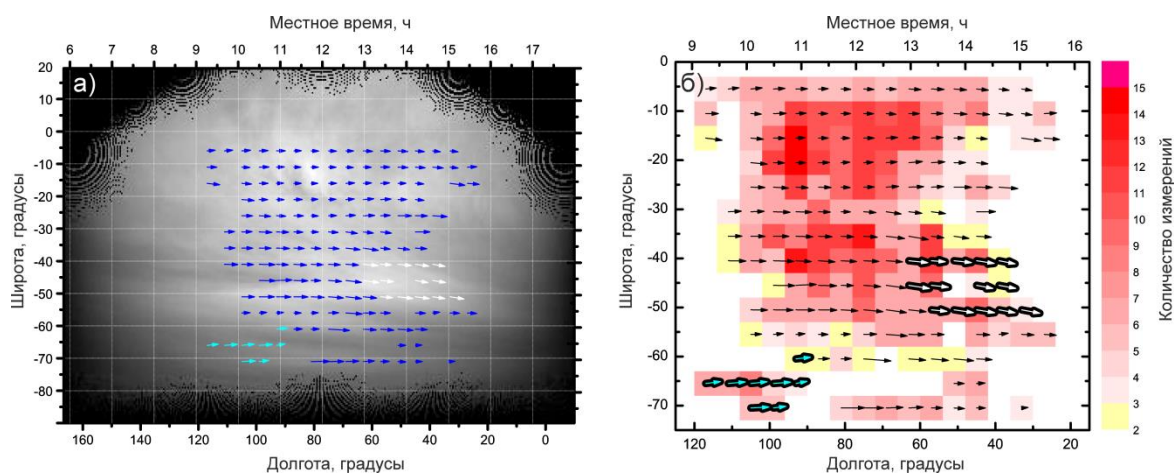 Местное время, ч
6 7 8 9 10 11 12 13 14 15 16 17
а)
Широта, градусы
20
10
0
-10
-20
-30
-40
-50
-60
-70
-80
-90
160 140 120 100 80 60 40 20 0
Долгота, градусы
Местное время, ч
9 10 11 12 13 14 15 16
б)
Широта, градусы
0
-10
-20
-30
-40
-50
-60
-70
100 80 60 40 20
Долгота, градусы
15
14
13
12
11
10
9
8
7
6
5
4
3
2
Количество измерений